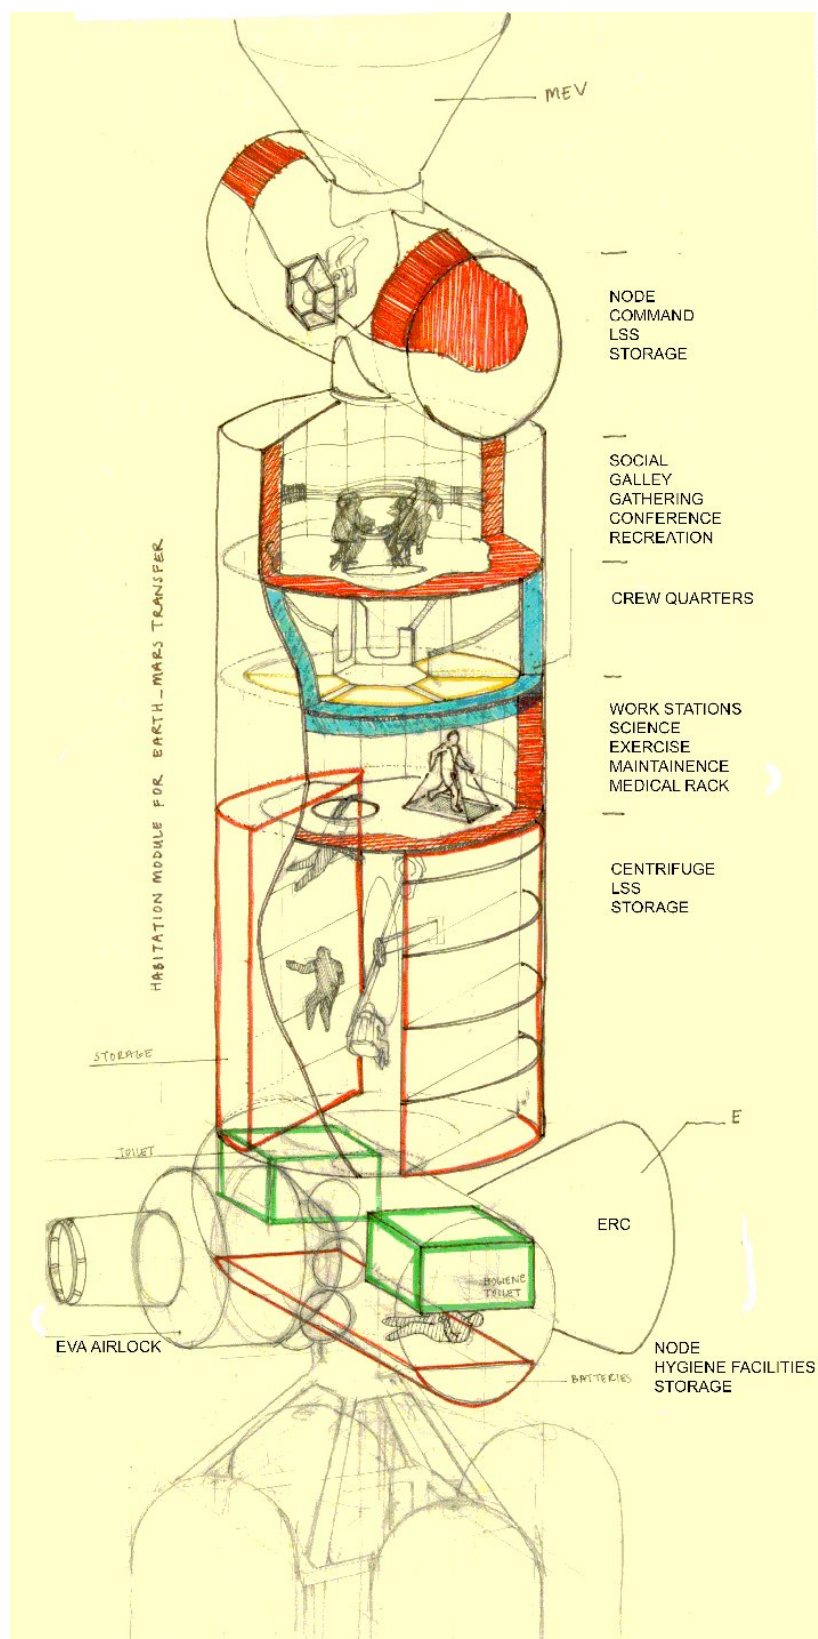 MEV
NODE
COMMAND
LSS
STORAGE
SOCIAL
GALLEY
GATHERING
CONFERENCE
RECREATION
CREW QUARTERS
WORK STATIONS
SCIENCE
EXERCISE
MAINTAINENCE
MEDICAL RACK
CENTRIFUGE
LSS
STORAGE
HABITATION MODULE FOR EARTH_MARS TRANSFER
STORAGE
TOILET
E
ERC
HYGIENE
TOILET
EVA AIRLOCK
BATTERIES
NODE
HYGIENE FACILITIES
STORAGE